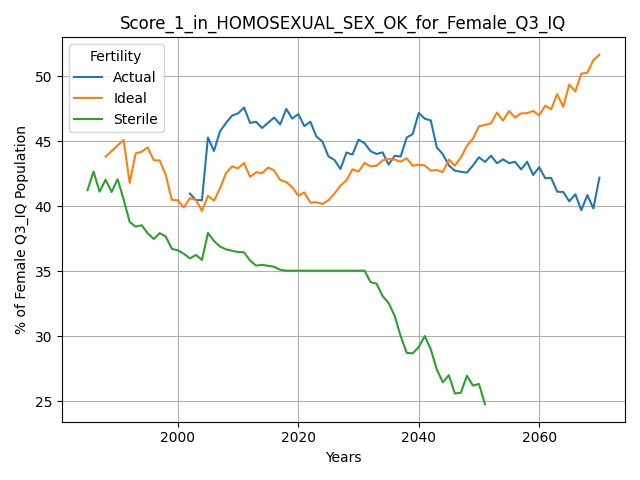 Score_1_in_HOMOSEXUAL_SEX_OK_for_Female_Q3_IQ
Fertility
Actual
Ideal
Sterile
% of Female Q3_IQ Population
50
45
40
35
30
25
2000
2020
2040
2060
Years